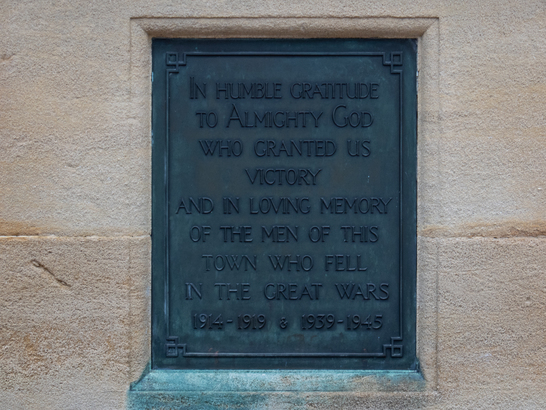 In humble gratitude
to Almighty God
who granted us
victory
and in loving memory
of the men of this
town who fell
in the Great Wars
1914-1919 & 1939-1945